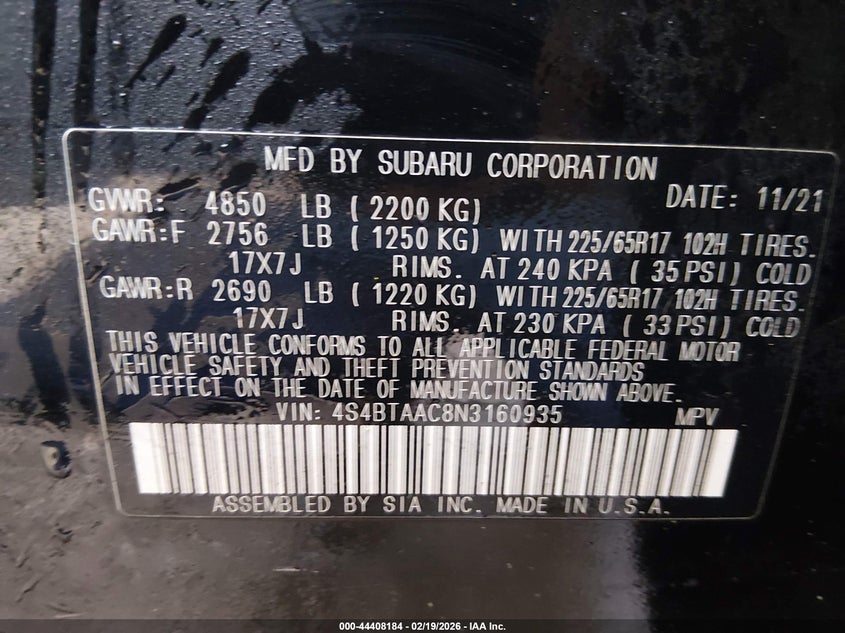 MFD BY SUBARU CORPORATION
DATE: 11/21
GVWR: 4850 LB ( 2200 KG)
GAWR:F 2756 LB ( 1250 KG) WITH 225/65R17 102H TIRES.
17X7J RIMS. AT 240 KPA ( 35 PSI) COLD
GAWR:R 2690 LB ( 1220 KG) WITH 225/65R17 102H TIRES.
17X7J RIMS. AT 230 KPA ( 33 PSI) COLD
THIS VEHICLE CONFORMS TO ALL APPLICABLE FEDERAL MOTOR
VEHICLE SAFETY AND THEFT PREVENTION STANDARDS
IN EFFECT ON THE DATE OF MANUFACTURE SHOWN ABOVE.
VIN: 4S4BTAAC8N3160935 MPV
ASSEMBLED BY SIA INC. MADE IN U.S.A.
000-44408184 - 02/19/2026 - IAA Inc.